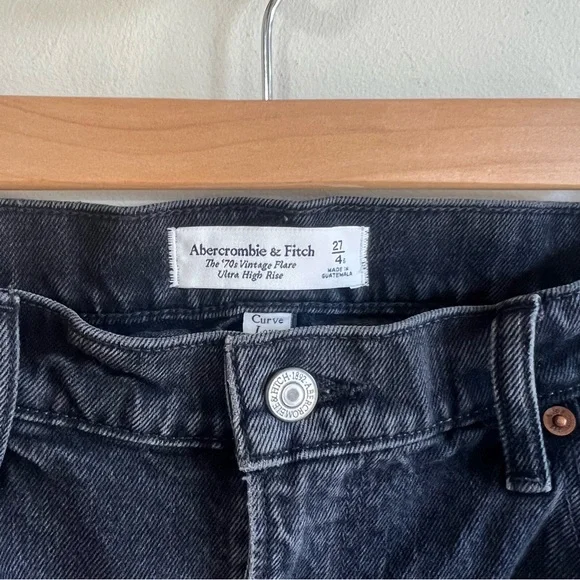 Abercrombie & Fitch
The '70s Vintage Flare
Ultra High Rise
27
4S
MADE IN
GUATEMALA
Curve
ABERCROMBIE & FITCH · 1892 ·